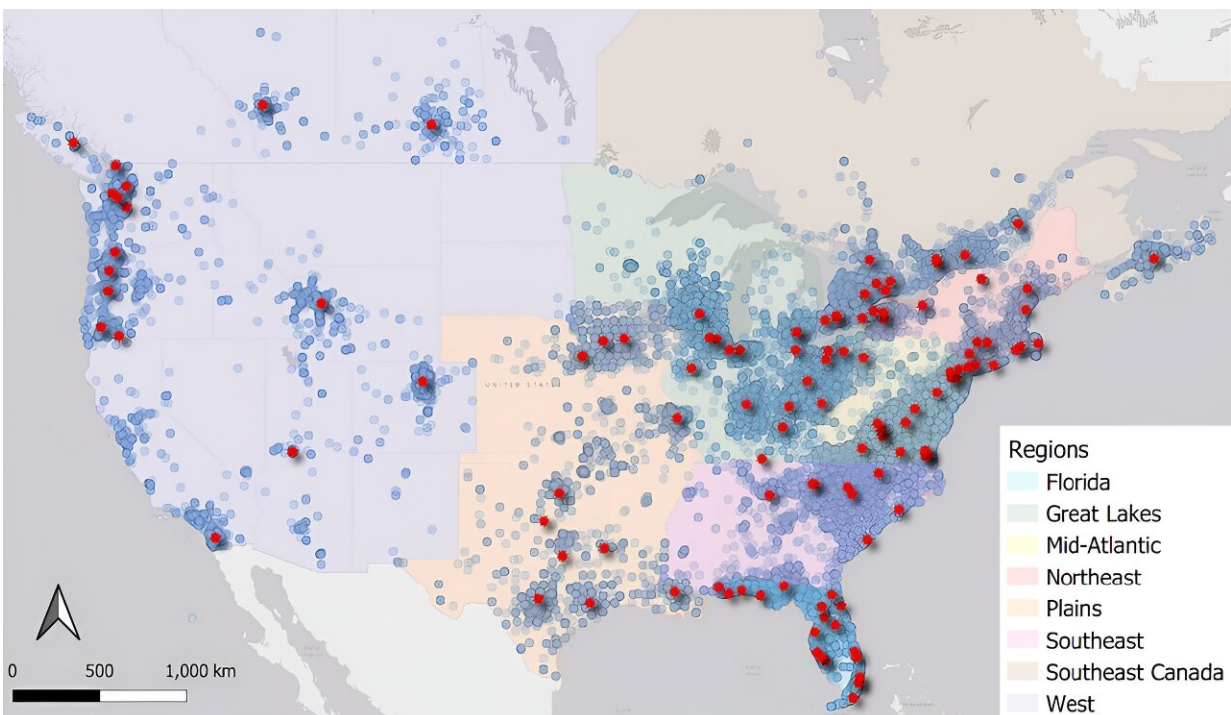 UNITED STATES
Regions
Florida
Great Lakes
Mid-Atlantic
Northeast
Plains
Southeast
Southeast Canada
West
0 500 1,000 km